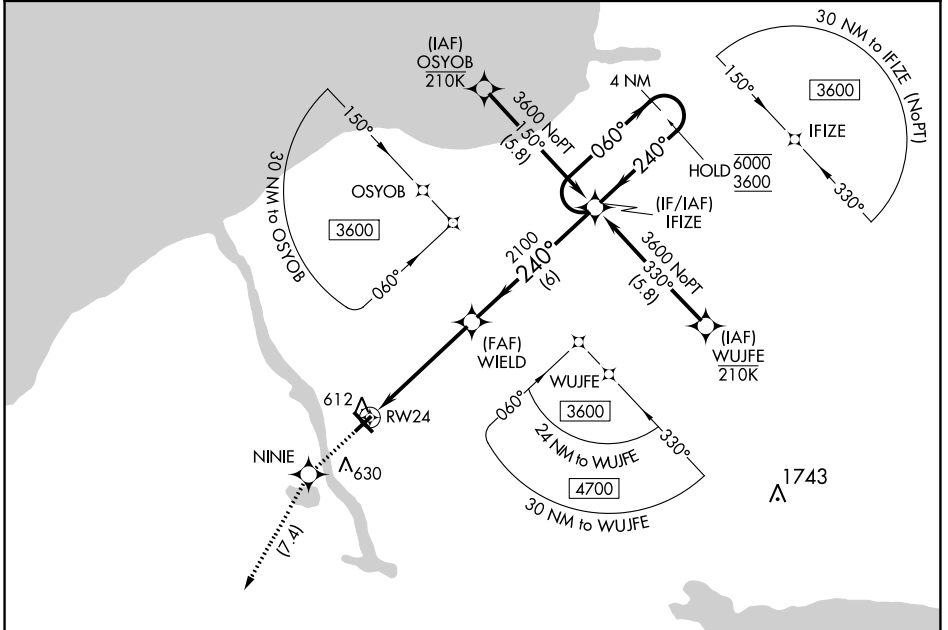 (IAF)
OSYOB
210K
3600 NoPT
150°
(5.8)
4 NM
060°
240°
HOLD
6000
3600
(IF/IAF)
IFIZE
30 NM to IFIZE (NoPT)
150°
3600
IFIZE
330°
150°
OSYOB
3600
30 NM to OSYOB
060°
2100
240°
(6)
3600 NoPT
330°
(5.8)
(IAF)
WUJFE
210K
(FAF)
WIELD
WUJFE
060°
3600
330°
24 NM to WUJFE
4700
30 NM to WUJFE
612
RW24
NINIE
630
1743
(7.4)